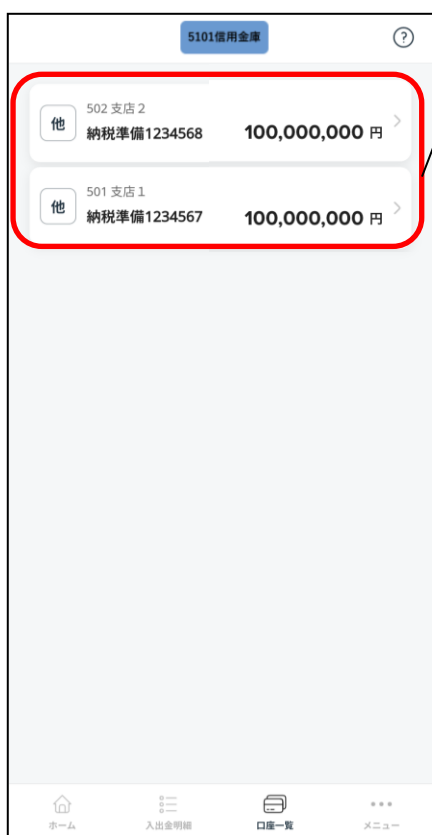 5101信用金庫
?
他
502 支店２
納税準備1234568
100,000,000 円
他
501 支店１
納税準備1234567
100,000,000 円
ホーム
入出金明細
口座一覧
メニュー